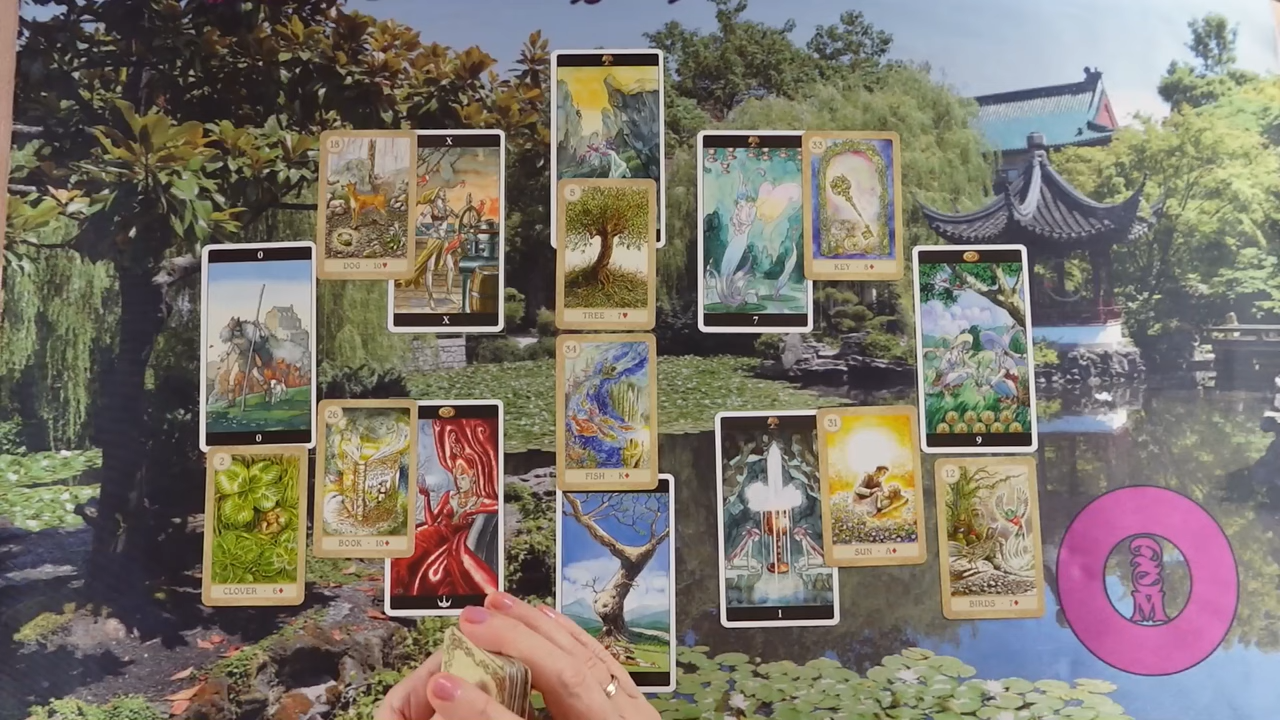 18
DOG · 10♥
X
X
8
TREE · 7♥
7
33
KEY · 8♦
0
0
9
26
BOOK · 10♦
34
FISH · K♦
1
31
SUN · A♦
2
CLOVER · 6♦
12
BIRDS · 7♦